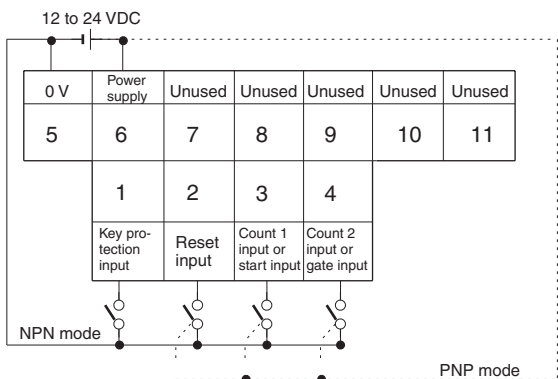 12 to 24 VDC
0 V
Power
supply
Unused
Unused
Unused
Unused
Unused
5
6
7
8
9
10
11
1
2
3
4
Key pro-
tection
input
Reset
input
Count 1
input or
start input
Count 2
input or
gate input
NPN mode
PNP mode